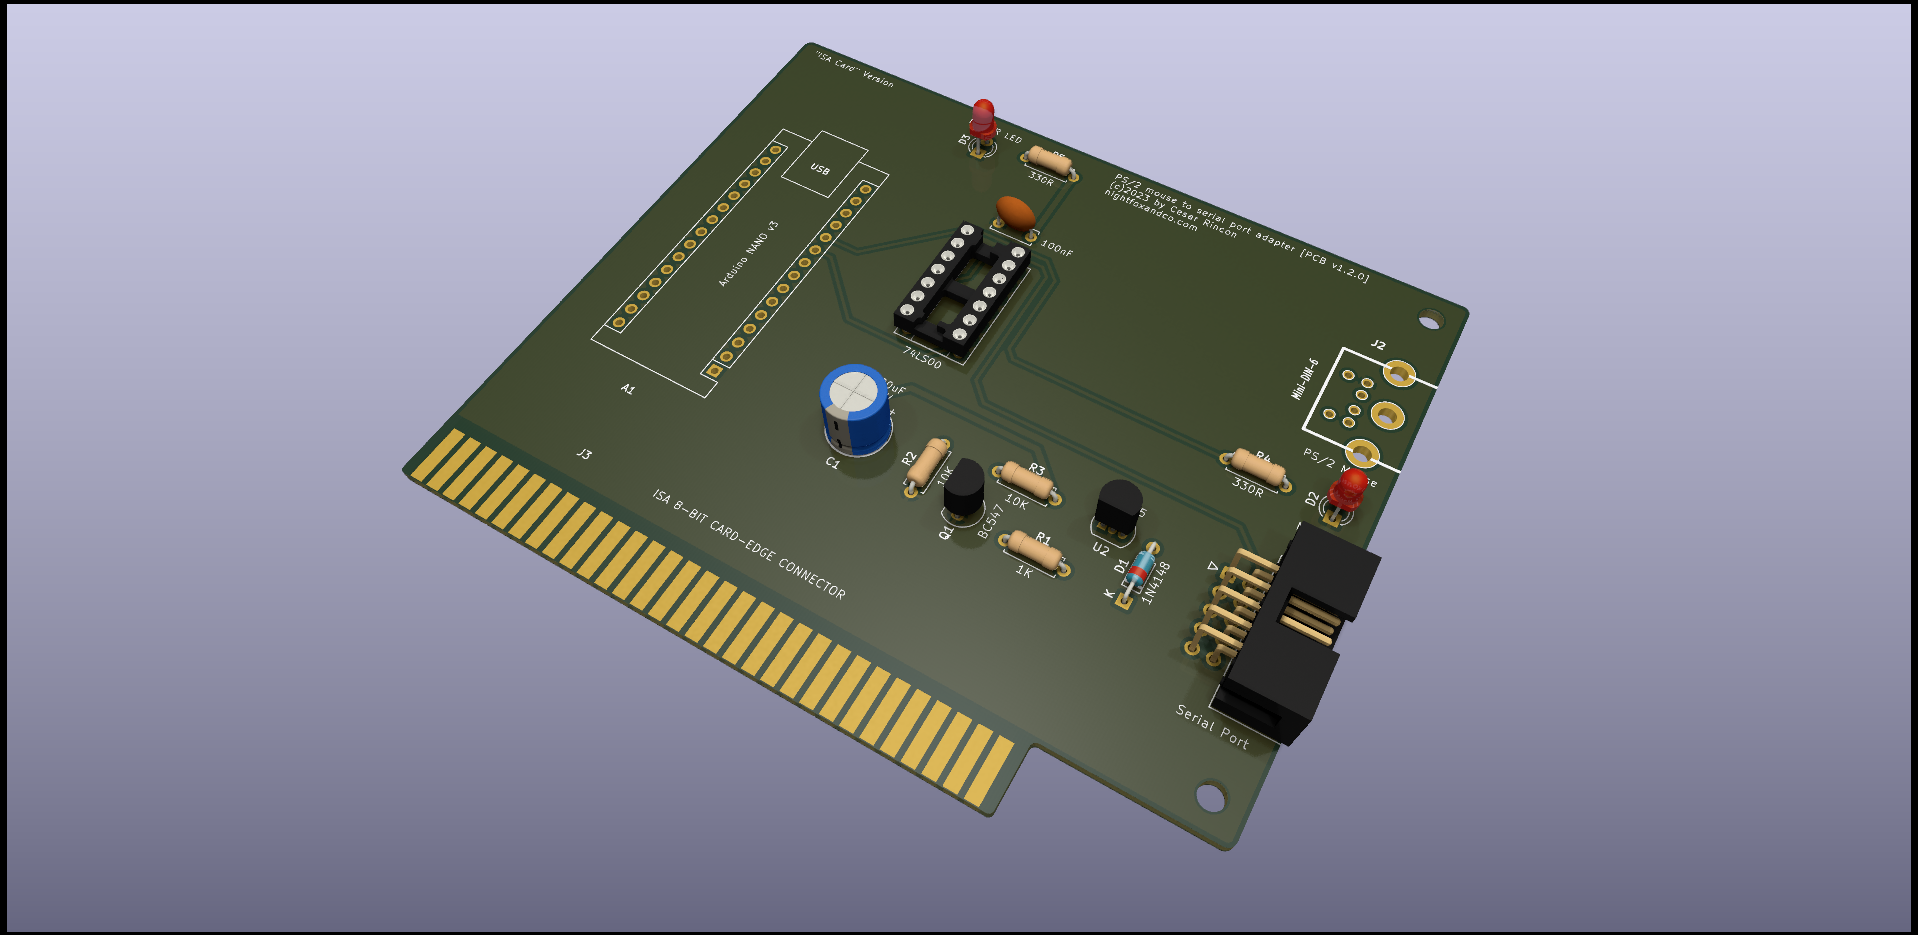 "ISA Card" Version
LED
D3
330R
PS/2 mouse to serial port adapter [PCB v1.2.0]
(c)2023 by Cesar Rincon
nightfoxandco.com
USB
Arduino NANO v3
A1
100nF
74LS00
J2
Mini-DIN-6
PS/2
C1
R2
10K
R3
10K
R4
330R
D2
Q1
BC547
R1
1K
U2
D1
1N4148
K
J3
ISA 8-BIT CARD-EDGE CONNECTOR
Serial Port